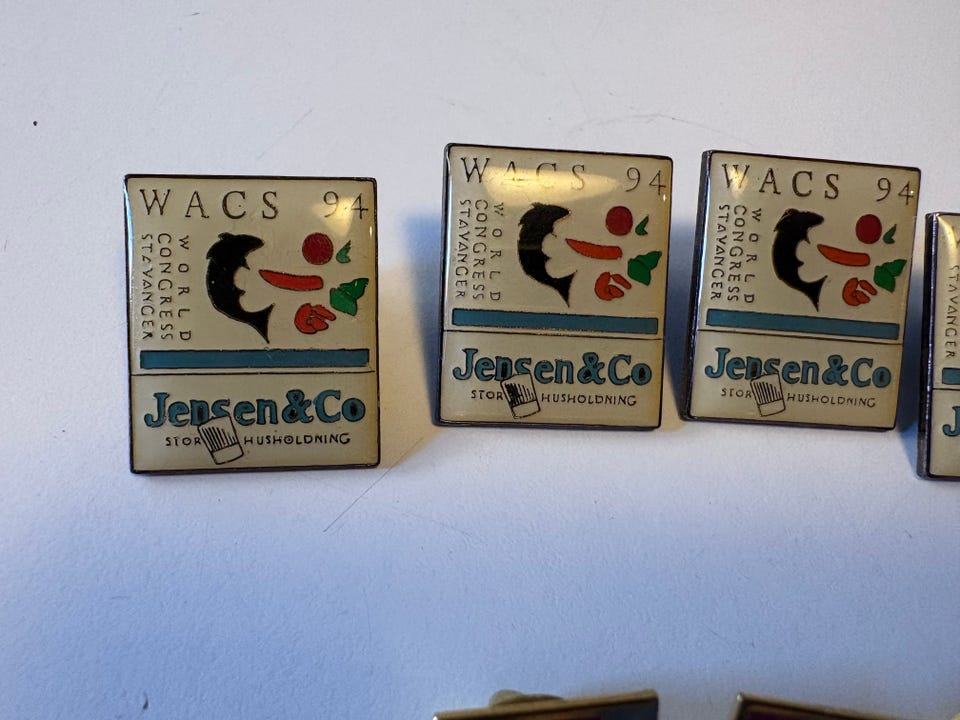 WACS 94
WORLD
CONGRESS
STAVANGER
Jensen&Co
STOR HUSHOLDNING
WACS 94
WORLD
CONGRESS
STAVANGER
Jensen&Co
STOR HUSHOLDNING
WACS 94
WORLD
CONGRESS
STAVANGER
Jensen&Co
STOR HUSHOLDNING
STAVANGER
J